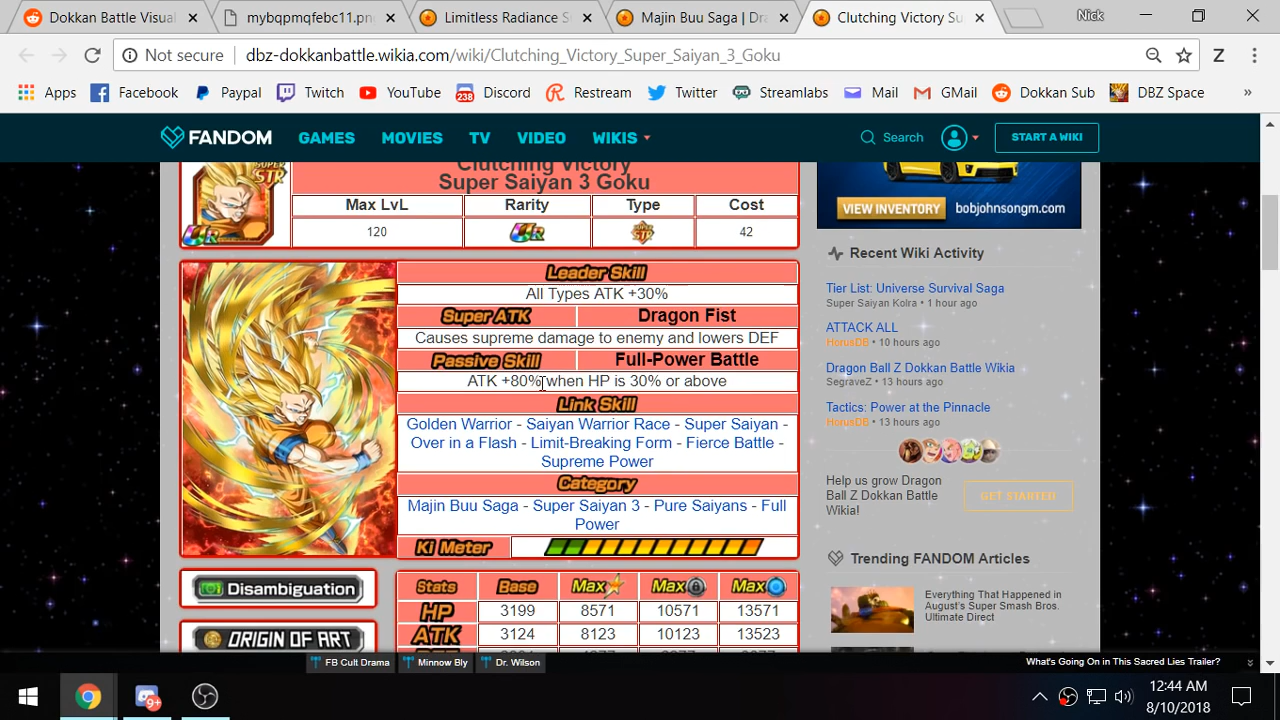 Dokkan Battle Visual
mybqpmqfebc11.pn
Limitless Radiance S
Majin Buu Saga | Dra
Clutching Victory Su
Nick
Not secure
dbz-dokkanbattle.wikia.com/wiki/Clutching_Victory_Super_Saiyan_3_Goku
Z
Apps
Facebook
Paypal
Twitch
YouTube
238
Discord
Restream
Twitter
Streamlabs
Mail
GMail
Dokkan Sub
DBZ Space
»
FANDOM
GAMES
MOVIES
TV
VIDEO
WIKIS
Search
START A WIKI
Clutching Victory
Super Saiyan 3 Goku
SUPER
STR
UR
Max LvL
Rarity
Type
Cost
120
UR
STR
42
Leader Skill
All Types ATK +30%
Super ATK
Dragon Fist
Causes supreme damage to enemy and lowers DEF
Passive Skill
Full-Power Battle
ATK +80% when HP is 30% or above
Link Skill
Golden Warrior - Saiyan Warrior Race - Super Saiyan -
Over in a Flash - Limit-Breaking Form - Fierce Battle -
Supreme Power
Category
Majin Buu Saga - Super Saiyan 3 - Pure Saiyans - Full
Power
Ki Meter
Disambiguation
ORIGIN OF ART
Stats
Base
Max
Max
Max
HP
3199
8571
10571
13571
ATK
3124
8123
10123
13523
VIEW INVENTORY
bobjohnsongm.com
Recent Wiki Activity
Tier List: Universe Survival Saga
Super Saiyan Kolra • 1 hour ago
ATTACK ALL
HorusDB • 10 hours ago
Dragon Ball Z Dokkan Battle Wikia
SegraveZ • 13 hours ago
Tactics: Power at the Pinnacle
HorusDB • 13 hours ago
Help us grow Dragon
Ball Z Dokkan Battle
Wikia!
GET STARTED
Trending FANDOM Articles
Everything That Happened in
August's Super Smash Bros.
Ultimate Direct
FB Cult Drama
Minnow Bly
Dr. Wilson
What's Going On in This Sacred Lies Trailer?
9+
12:44 AM
8/10/2018